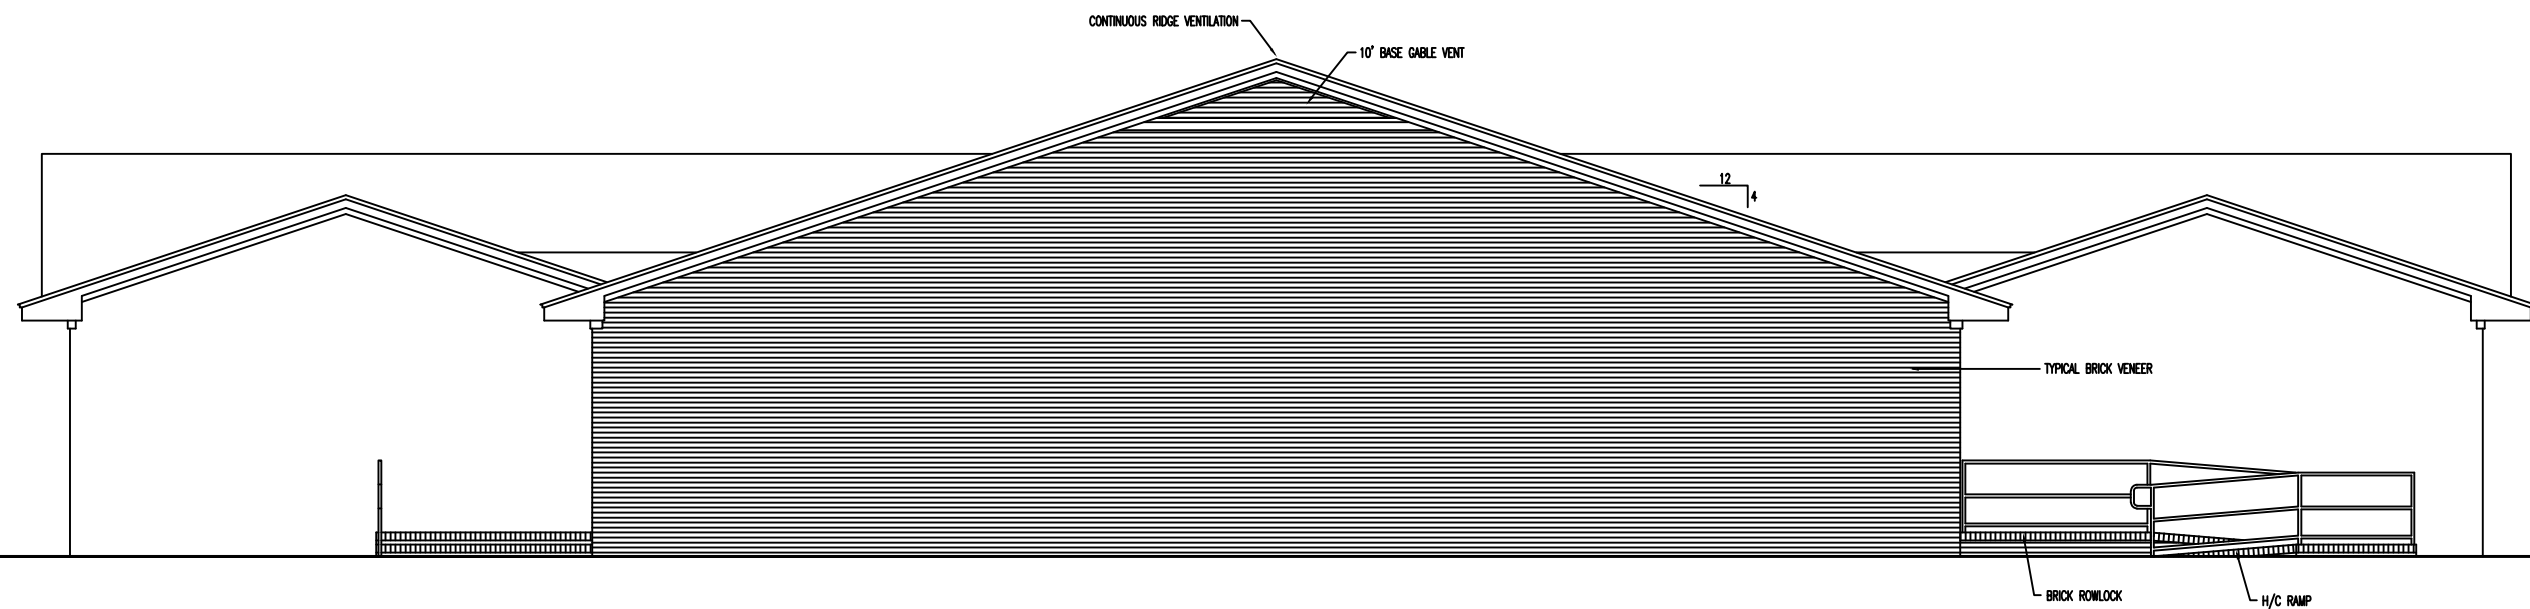 CONTINUOUS RIDGE VENTILATION
10' BASE GABLE VENT
12
4
TYPICAL BRICK VENEER
BRICK ROWLOCK
H/C RAMP